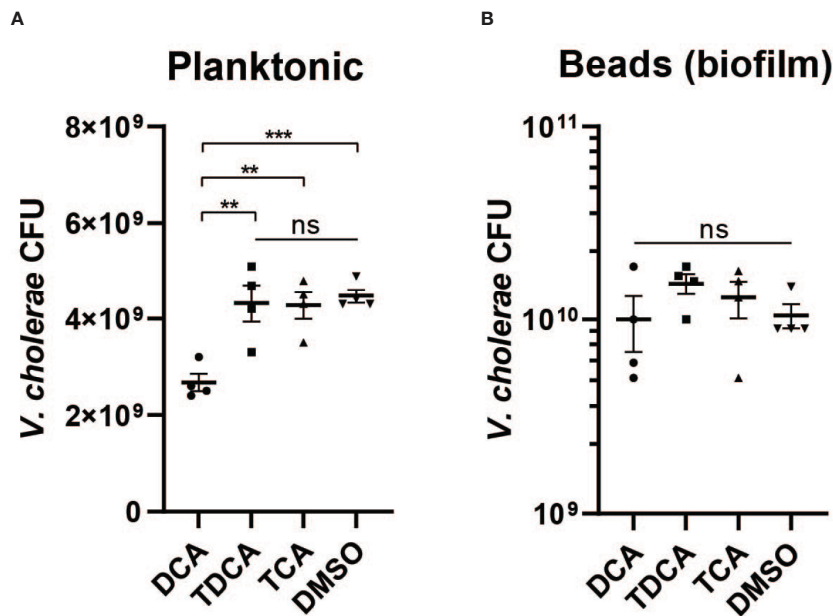 A
Planktonic
V. cholerae CFU
8×10⁹
6×10⁹
4×10⁹
2×10⁹
0
***
**
**
ns
DCA
TDCA
TCA
DMSO
B
Beads (biofilm)
V. cholerae CFU
10¹¹
10¹⁰
10⁹
ns
DCA
TDCA
TCA
DMSO